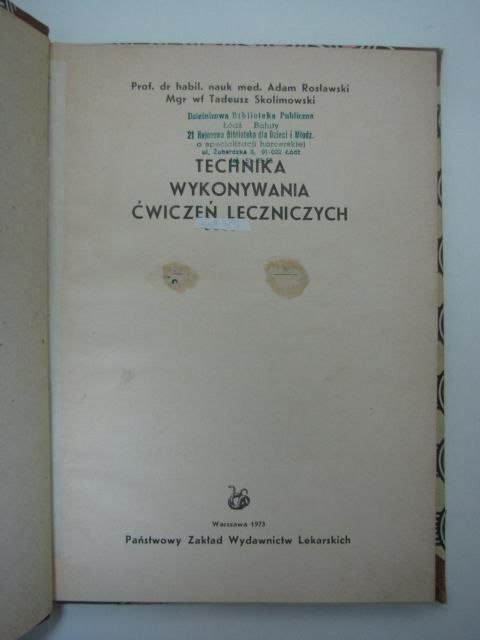 Prof. dr habil. nauk med. Adam Rosławski
Mgr wf Tadeusz Skolimowski
Dzielnicowa Biblioteka Publiczna
Łódź Bałuty
21 Rejonowa Biblioteka dla Dzieci i Młodz.
o specjalizacji harcerskiej
ul. Żubardzka 3, 91-022 Łódź
TECHNIKA
WYKONYWANIA
ĆWICZEŃ LECZNICZYCH
Warszawa 1973
Państwowy Zakład Wydawnictw Lekarskich